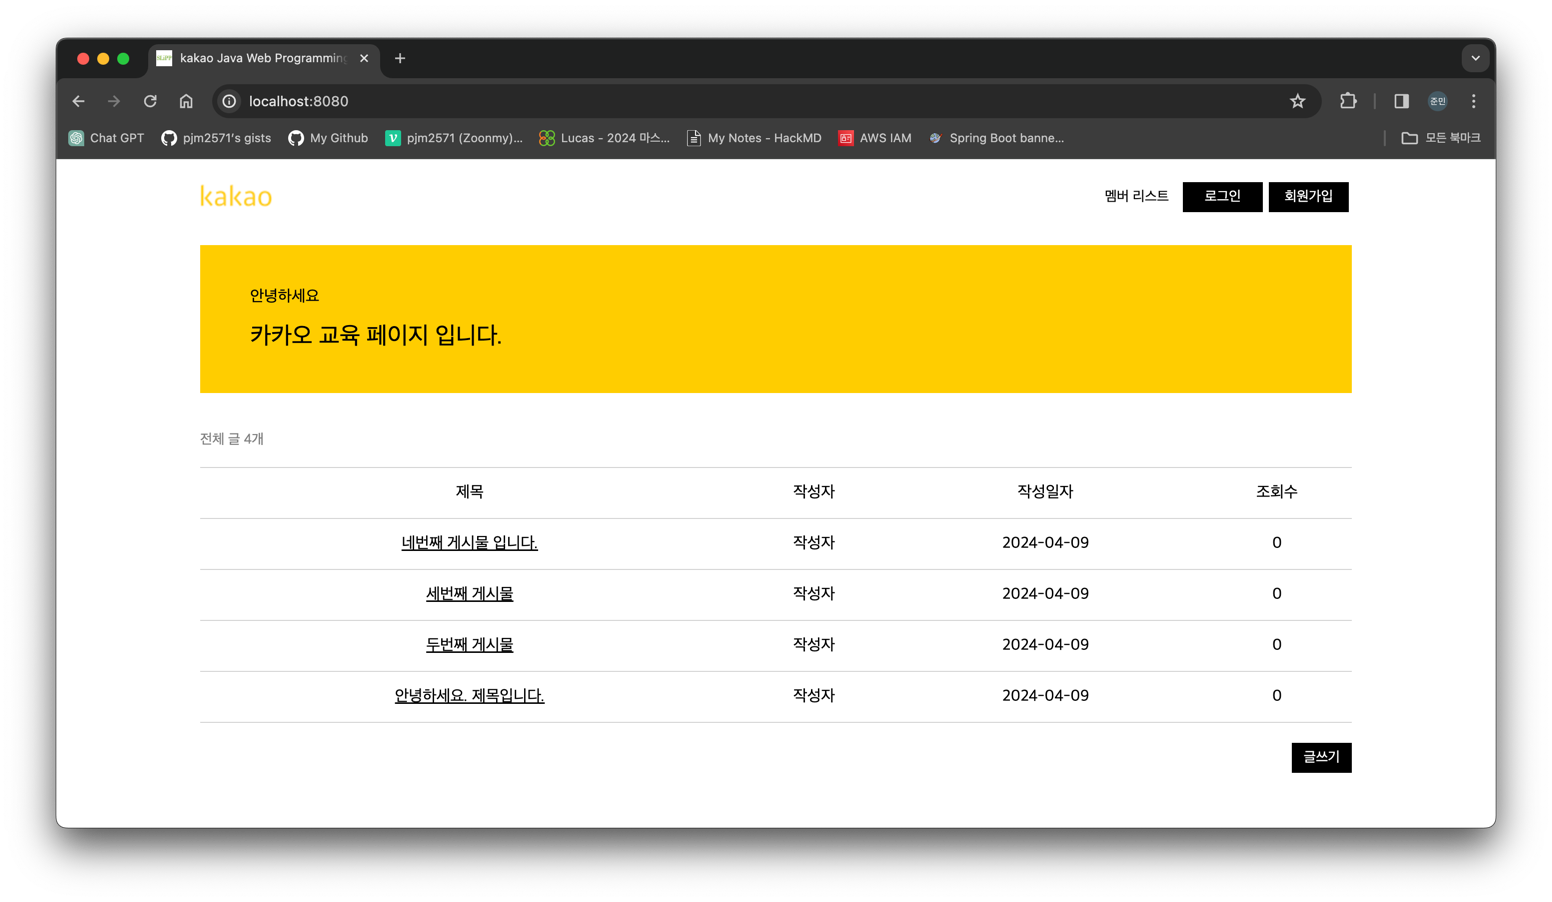 kakao Java Web Programming
localhost:8080
Chat GPT pjm2571's gists My Github pjm2571 (Zoonmy)... Lucas - 2024 마스... My Notes - HackMD AWS IAM Spring Boot banne... 모든 북마크
준민
kakao 멤버 리스트 로그인 회원가입
안녕하세요
카카오 교육 페이지 입니다.
전체 글 4개
제목 작성자 작성일자 조회수
네번째 게시물 입니다. 작성자 2024-04-09 0
세번째 게시물 작성자 2024-04-09 0
두번째 게시물 작성자 2024-04-09 0
안녕하세요. 제목입니다. 작성자 2024-04-09 0
글쓰기